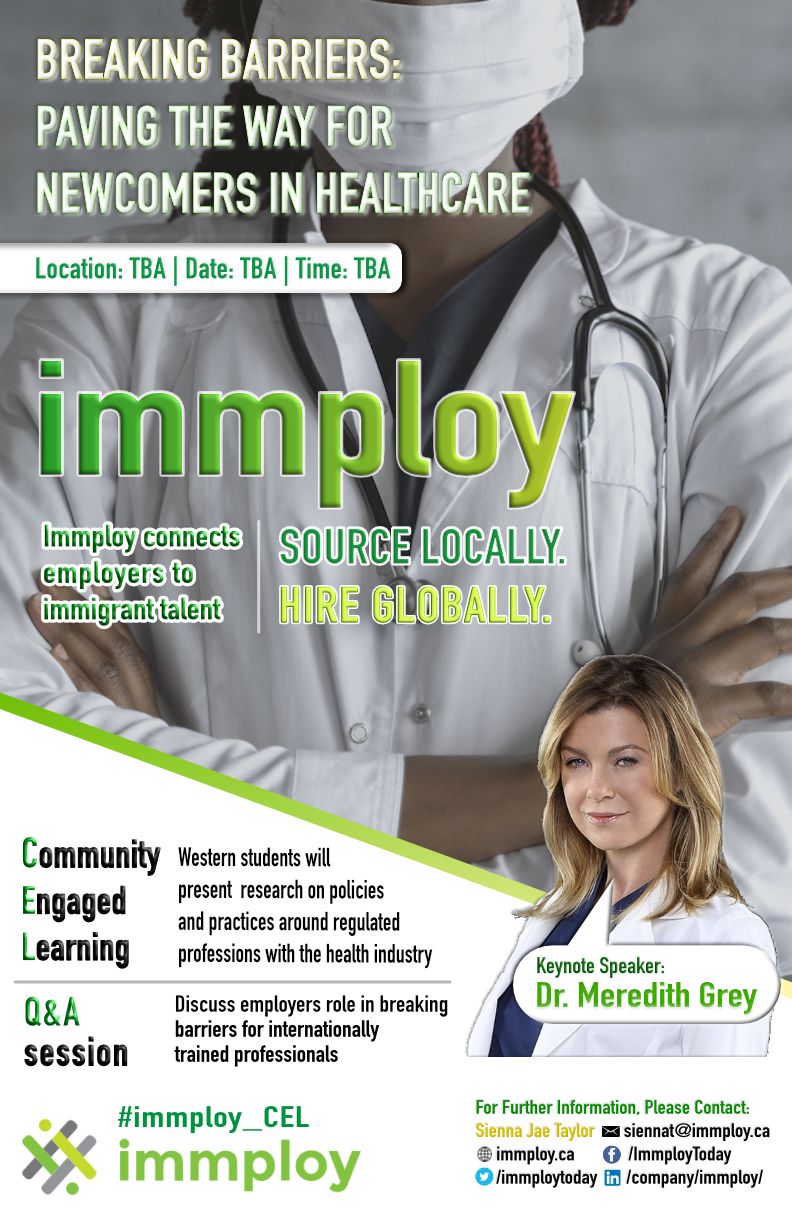 BREAKING BARRIERS:
PAVING THE WAY FOR
NEWCOMERS IN HEALTHCARE
Location: TBA | Date: TBA | Time: TBA
immploy
Immploy connects
employers to
immigrant talent
SOURCE LOCALLY.
HIRE GLOBALLY.
Community
Engaged
Learning
Western students will
present research on policies
and practices around regulated
professions with the health industry
Keynote Speaker:
Dr. Meredith Grey
Q&A
session
Discuss employers role in breaking
barriers for internationally
trained professionals
#immploy_CEL
immploy
For Further Information, Please Contact:
Sienna Jae Taylor siennat@immploy.ca
immploy.ca /ImmployToday
/immploytoday /company/immploy/